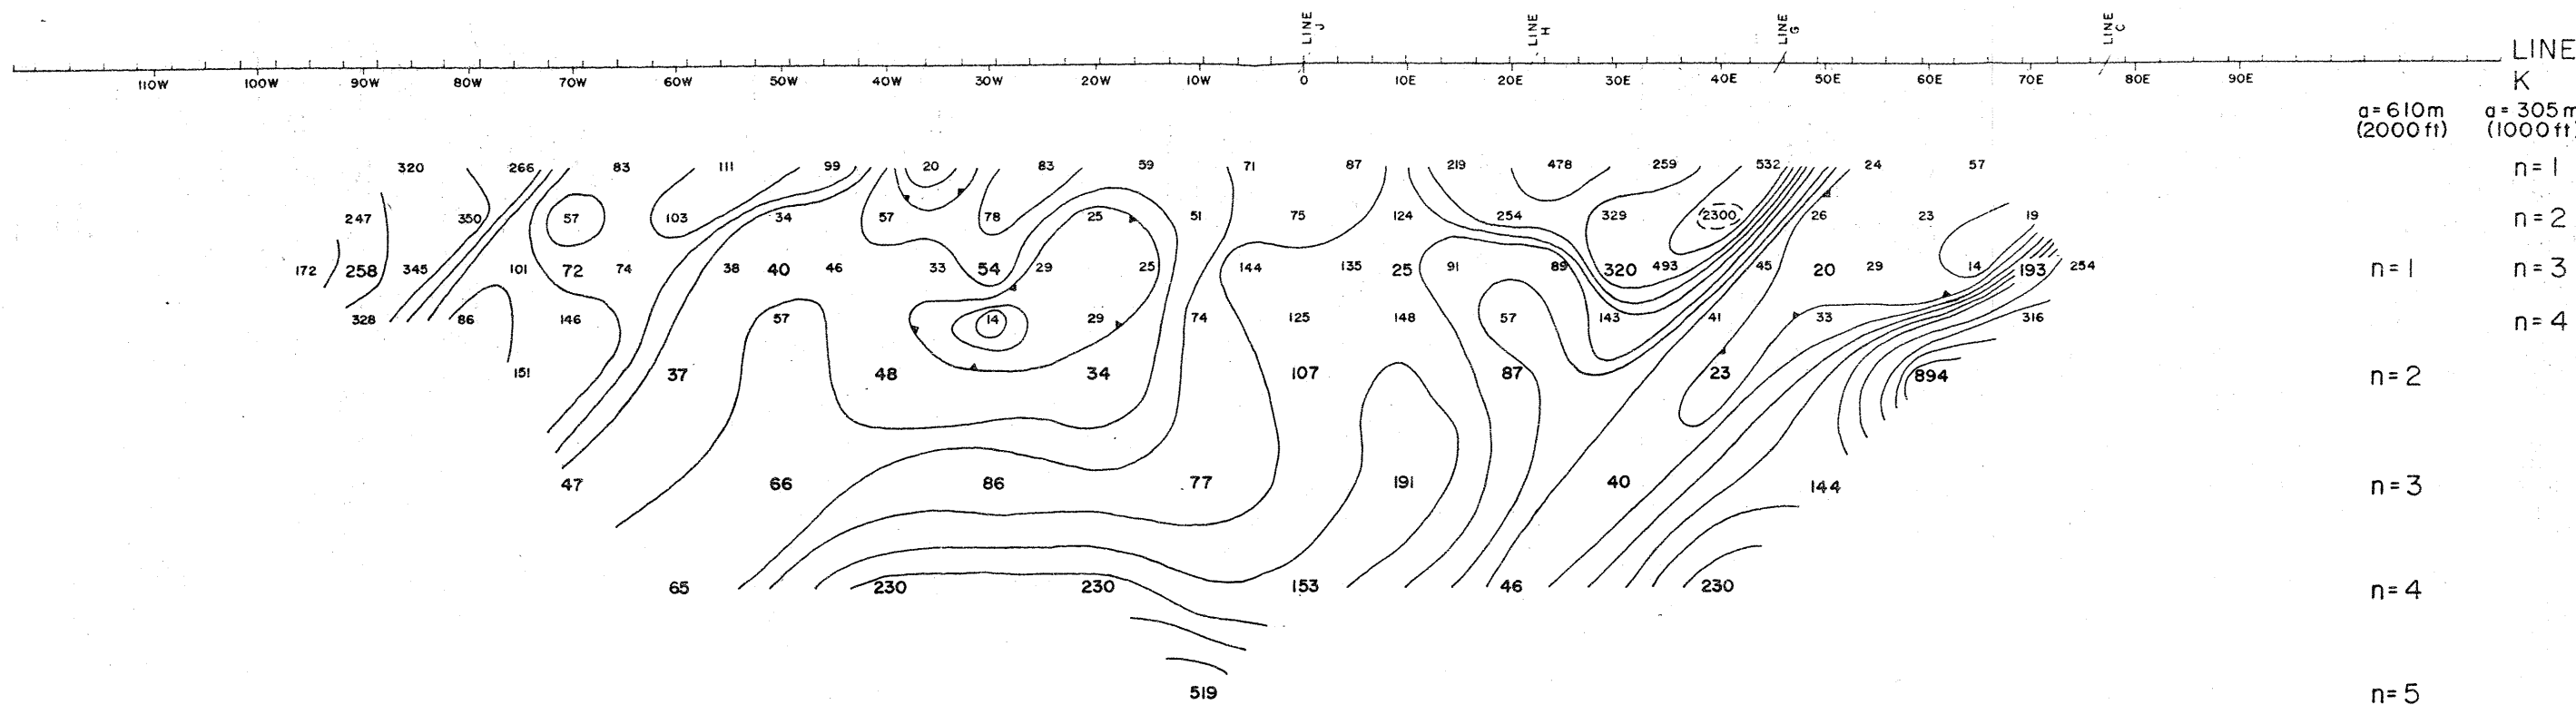 LINE J LINE H LINE G LINE C
LINE
110W 100W 90W 80W 70W 60W 50W 40W 30W 20W 10W 0 10E 20E 30E 40E 50E 60E 70E 80E 90E K
a=610m a=305m
(2000ft) (1000ft
320 266 83 111 99 20 83 59 71 87 219 478 259 532 24 57 n=1
247 350 57 103 34 57 78 25 51 75 124 254 329 2300 26 23 19 n=2
172 258 345 101 72 74 38 40 46 33 54 29 25 144 135 25 91 89 320 493 45 20 29 14 193 254 n=1 n=3
328 86 146 57 14 29 74 125 148 57 143 41 33 316 n=4
151 37 48 34 107 87 23 894 n=2
47 66 86 77 191 40 144 n=3
65 230 230 153 46 230 n=4
519 n=5